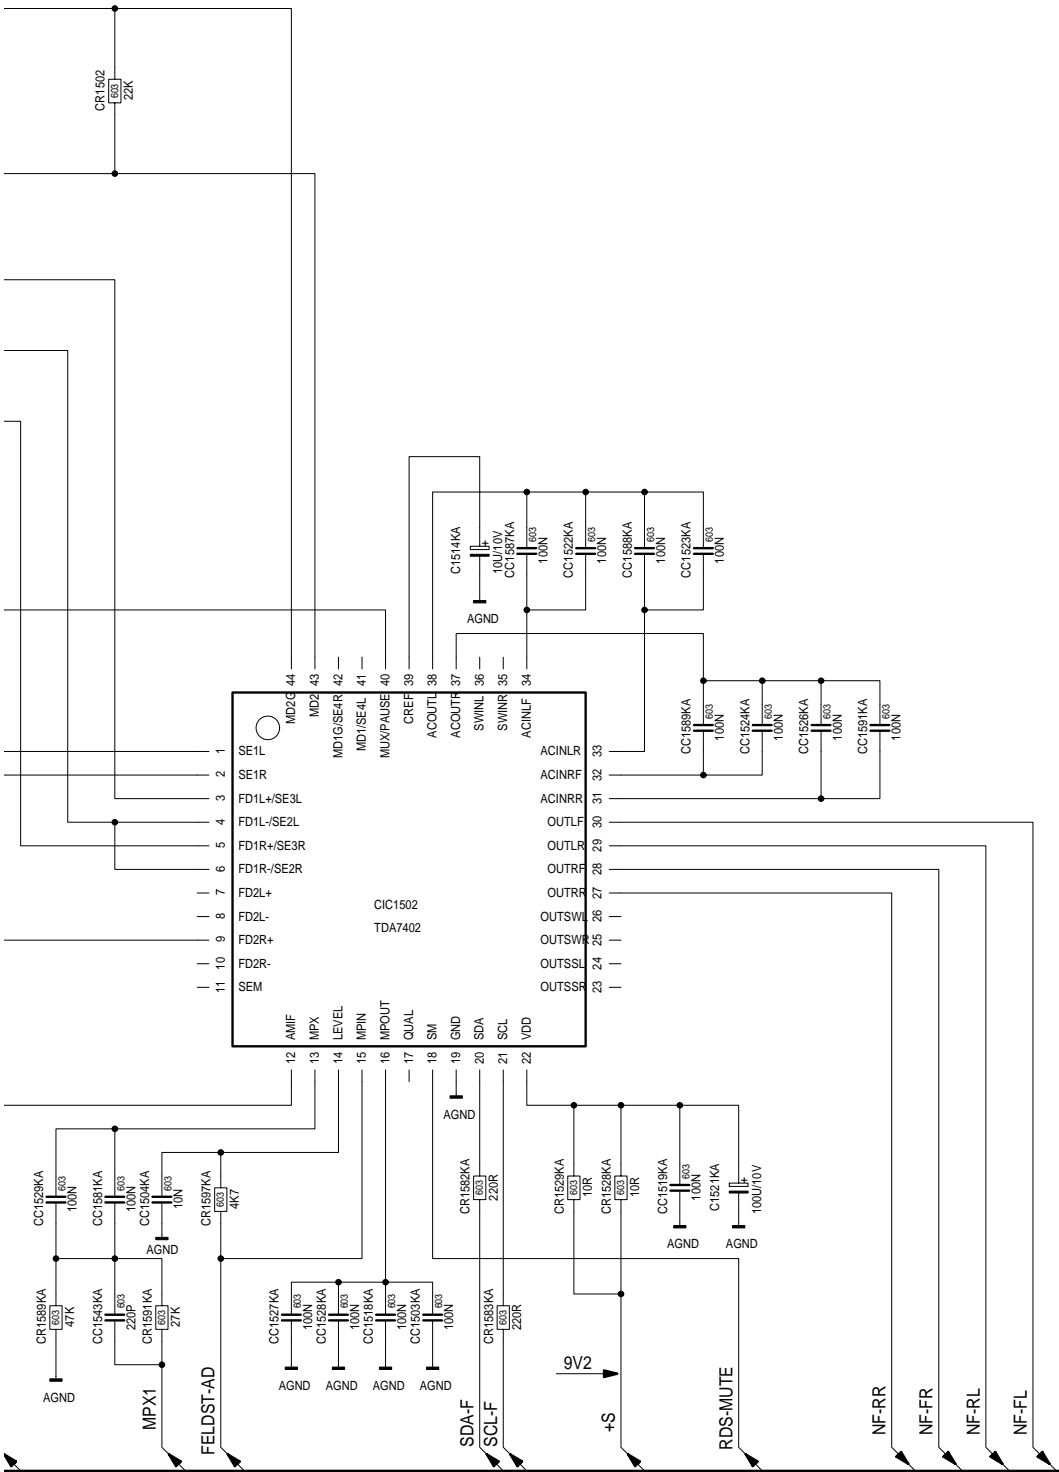 CR1502
603
22K
C1514KA
+
10U/10V
AGND
CC1587KA
603
100N
CC1522KA
603
100N
CC1588KA
603
100N
CC1523KA
603
100N
CC1589KA
603
100N
CC1524KA
603
100N
CC1526KA
603
100N
CC1591KA
603
100N
44 MD2G
43 MD2
42 MD1G/SE4R
41 MD1/SE4L
40 MUX/PAUSE
39 CREF
38 ACOUTL
37 ACOUTR
36 SWINL
35 SWINR
34 ACINLF
1 SE1L
2 SE1R
3 FD1L+/SE3L
4 FD1L-/SE2L
5 FD1R+/SE3R
6 FD1R-/SE2R
7 FD2L+
8 FD2L-
9 FD2R+
10 FD2R-
11 SEM
CIC1502
TDA7402
ACINLR 33
ACINRF 32
ACINRR 31
OUTLF 30
OUTLR 29
OUTRF 28
OUTRR 27
OUTSWL 26
OUTSWR 25
OUTSSL 24
OUTSSR 23
AMIF 12
MPX 13
LEVEL 14
MPIN 15
MPOUT 16
QUAL 17
SM 18
GND 19
SDA 20
SCL 21
VDD 22
AGND
CC1529KA
603
100N
CC1581KA
603
100N
CC1504KA
603
10N
AGND
CR1597KA
603
4K7
CR1582KA
603
220R
CR1529KA
603
10R
CR1528KA
603
10R
CC1519KA
603
100N
AGND
C1521KA
+
100U/10V
AGND
CR1589KA
603
47K
AGND
CC1543KA
603
220P
CR1591KA
603
27K
CC1527KA
603
100N
AGND
CC1528KA
603
100N
AGND
CC1518KA
603
100N
AGND
CC1503KA
603
100N
AGND
CR1583KA
603
220R
9V2
MPX1
FELDST-AD
SDA-F
SCL-F
+S
RDS-MUTE
NF-RR
NF-FR
NF-RL
NF-FL